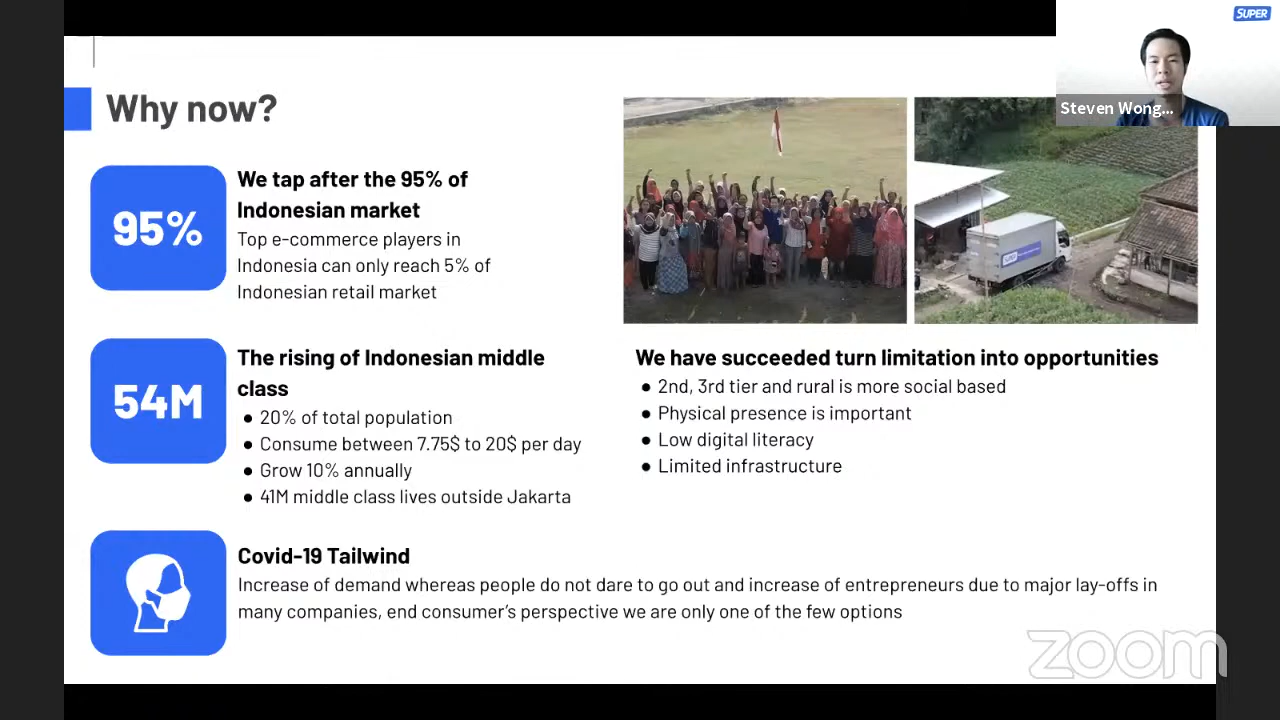 SUPER
Steven Wong...
Why now?
95%
We tap after the 95% of
Indonesian market
Top e-commerce players in
Indonesia can only reach 5% of
Indonesian retail market
54M
The rising of Indonesian middle
class
● 20% of total population
● Consume between 7.75$ to 20$ per day
● Grow 10% annually
● 41M middle class lives outside Jakarta
We have succeeded turn limitation into opportunities
● 2nd, 3rd tier and rural is more social based
● Physical presence is important
● Low digital literacy
● Limited infrastructure
Covid-19 Tailwind
Increase of demand whereas people do not dare to go out and increase of entrepreneurs due to major lay-offs in
many companies, end consumer's perspective we are only one of the few options
zoom